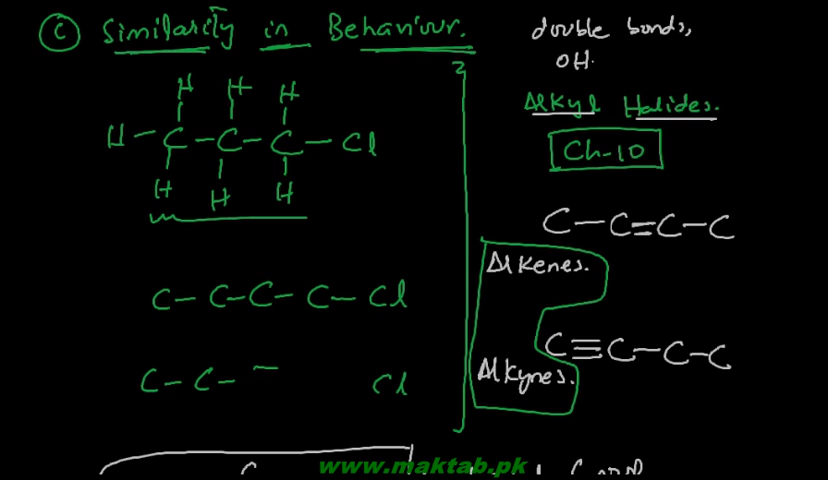 (C) Similarity in Behaviour.
H H H
H-C-C-C-Cl
H H H
C-C-C-C-Cl
C-C-- Cl
double bonds,
OH.
Alkyl Halides.
Ch-10
C-C=C-C
Alkenes.
C≡C-C-C
Alkynes.
www.maktab.pk